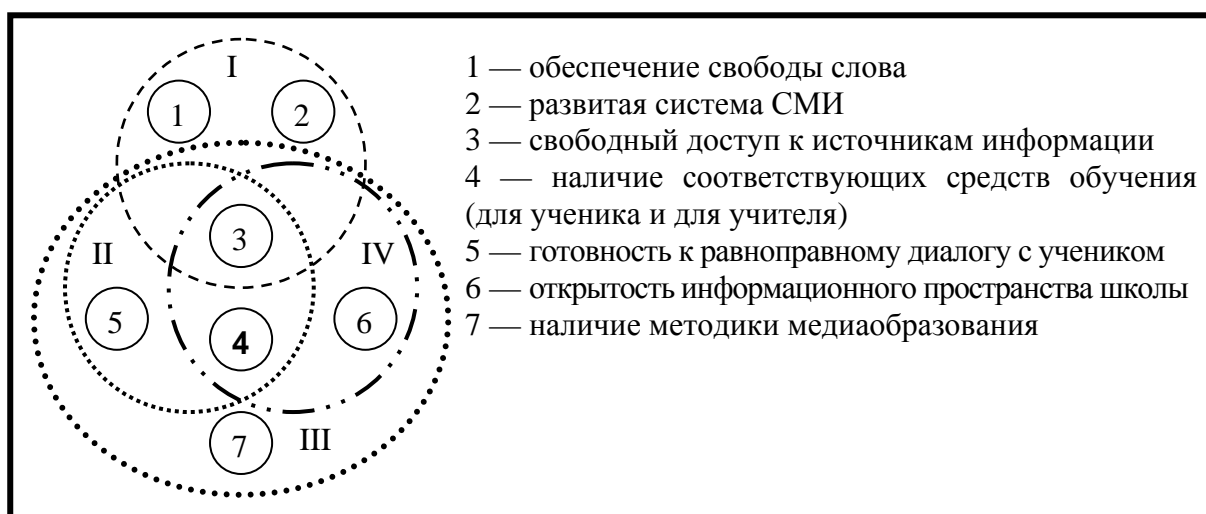 I
1
2
3
II
IV
5
4
6
7
III
1 — обеспечение свободы слова
2 — развитая система СМИ
3 — свободный доступ к источникам информации
4 — наличие соответствующих средств обучения
(для ученика и для учителя)
5 — готовность к равноправному диалогу с учеником
6 — открытость информационного пространства школы
7 — наличие методики медиаобразования